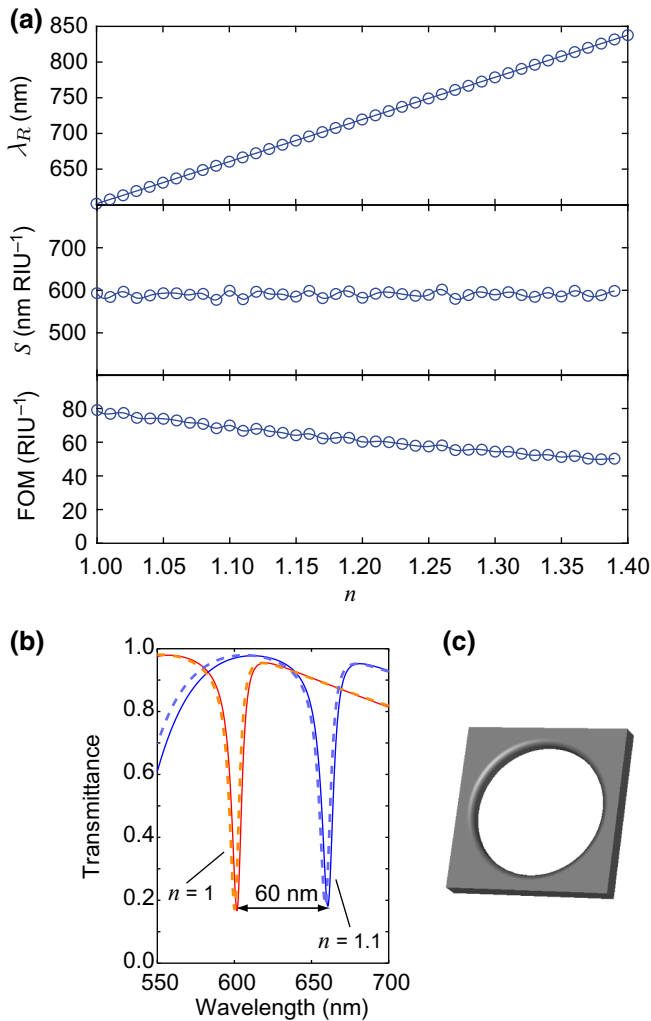 (a)
850
800
750
700
650
λR (nm)
700
600
500
S (nm RIU−1)
80
60
40
20
0
FOM (RIU−1)
1.00 1.05 1.10 1.15 1.20 1.25 1.30 1.35 1.40
n
(b)
1.0
0.8
0.6
0.4
0.2
0.0
Transmittance
n = 1
60 nm
n = 1.1
550 600 650 700
Wavelength (nm)
(c)